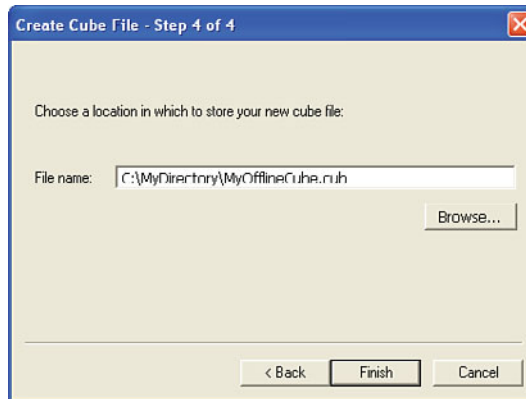 Create Cube File - Step 4 of 4
Choose a location in which to store your new cube file:
File name: C:\MyDirectory\MyOfflineCube.cub
Browse...
< Back Finish Cancel